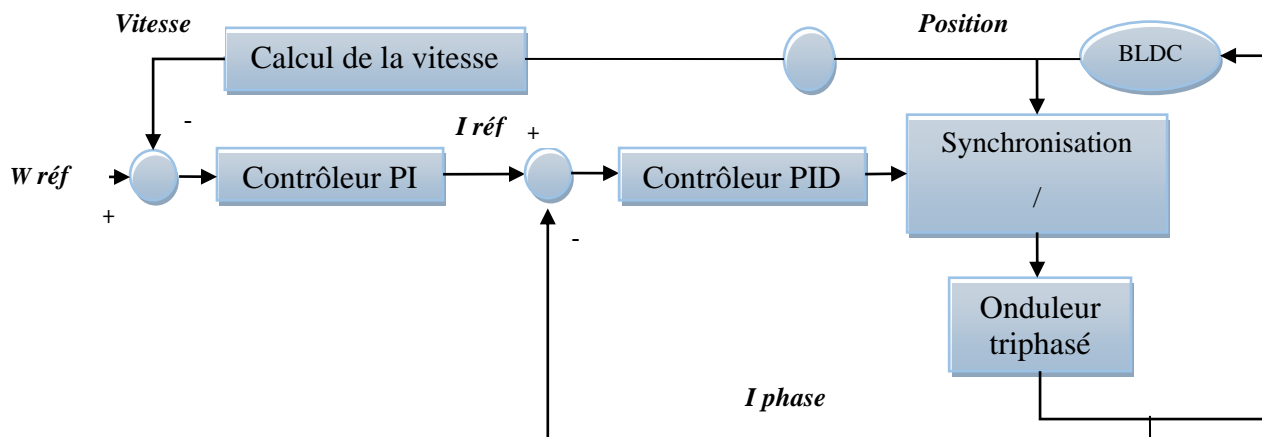 Vitesse
Position
Calcul de la vitesse
BLDC
-
I réf
+
Synchronisation
/
W réf
Contrôleur PI
Contrôleur PID
+
-
Onduleur
triphasé
I phase